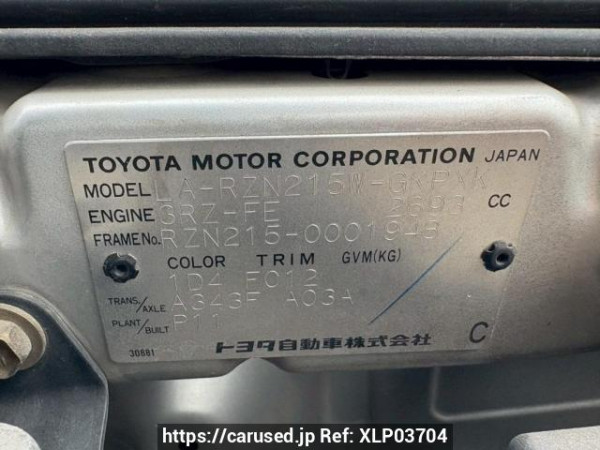 TOYOTA MOTOR CORPORATION JAPAN
MODEL LA-RZN215W-GKPXK
ENGINE 3RZ-FE 2693 CC
FRAME No. RZN215-0001943
COLOR TRIM GVM(KG)
1D4 FC12
TRANS./AXLE A343F A03A
PLANT/BUILT P11
30881 トヨタ自動車株式会社 C
https://carused.jp Ref: XLP03704